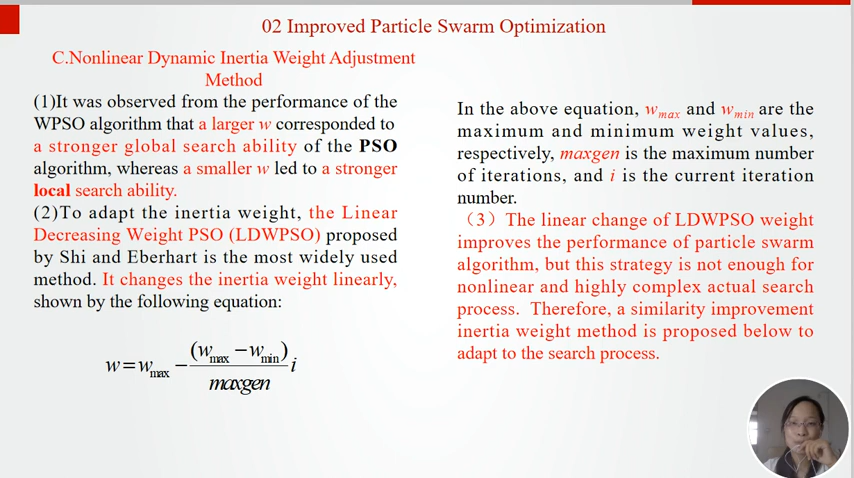 02 Improved Particle Swarm Optimization
C.Nonlinear Dynamic Inertia Weight Adjustment
Method
(1)It was observed from the performance of the
WPSO algorithm that a larger w corresponded to
a stronger global search ability of the PSO
algorithm, whereas a smaller w led to a stronger
local search ability.
(2)To adapt the inertia weight, the Linear
Decreasing Weight PSO (LDWPSO) proposed
by Shi and Eberhart is the most widely used
method. It changes the inertia weight linearly,
shown by the following equation:
w=w_max −(w_max −w_min)/maxgen i
In the above equation, w_max and w_min are the
maximum and minimum weight values,
respectively, maxgen is the maximum number
of iterations, and i is the current iteration
number.
（3）The linear change of LDWPSO weight
improves the performance of particle swarm
algorithm, but this strategy is not enough for
nonlinear and highly complex actual search
process. Therefore, a similarity improvement
inertia weight method is proposed below to
adapt to the search process.